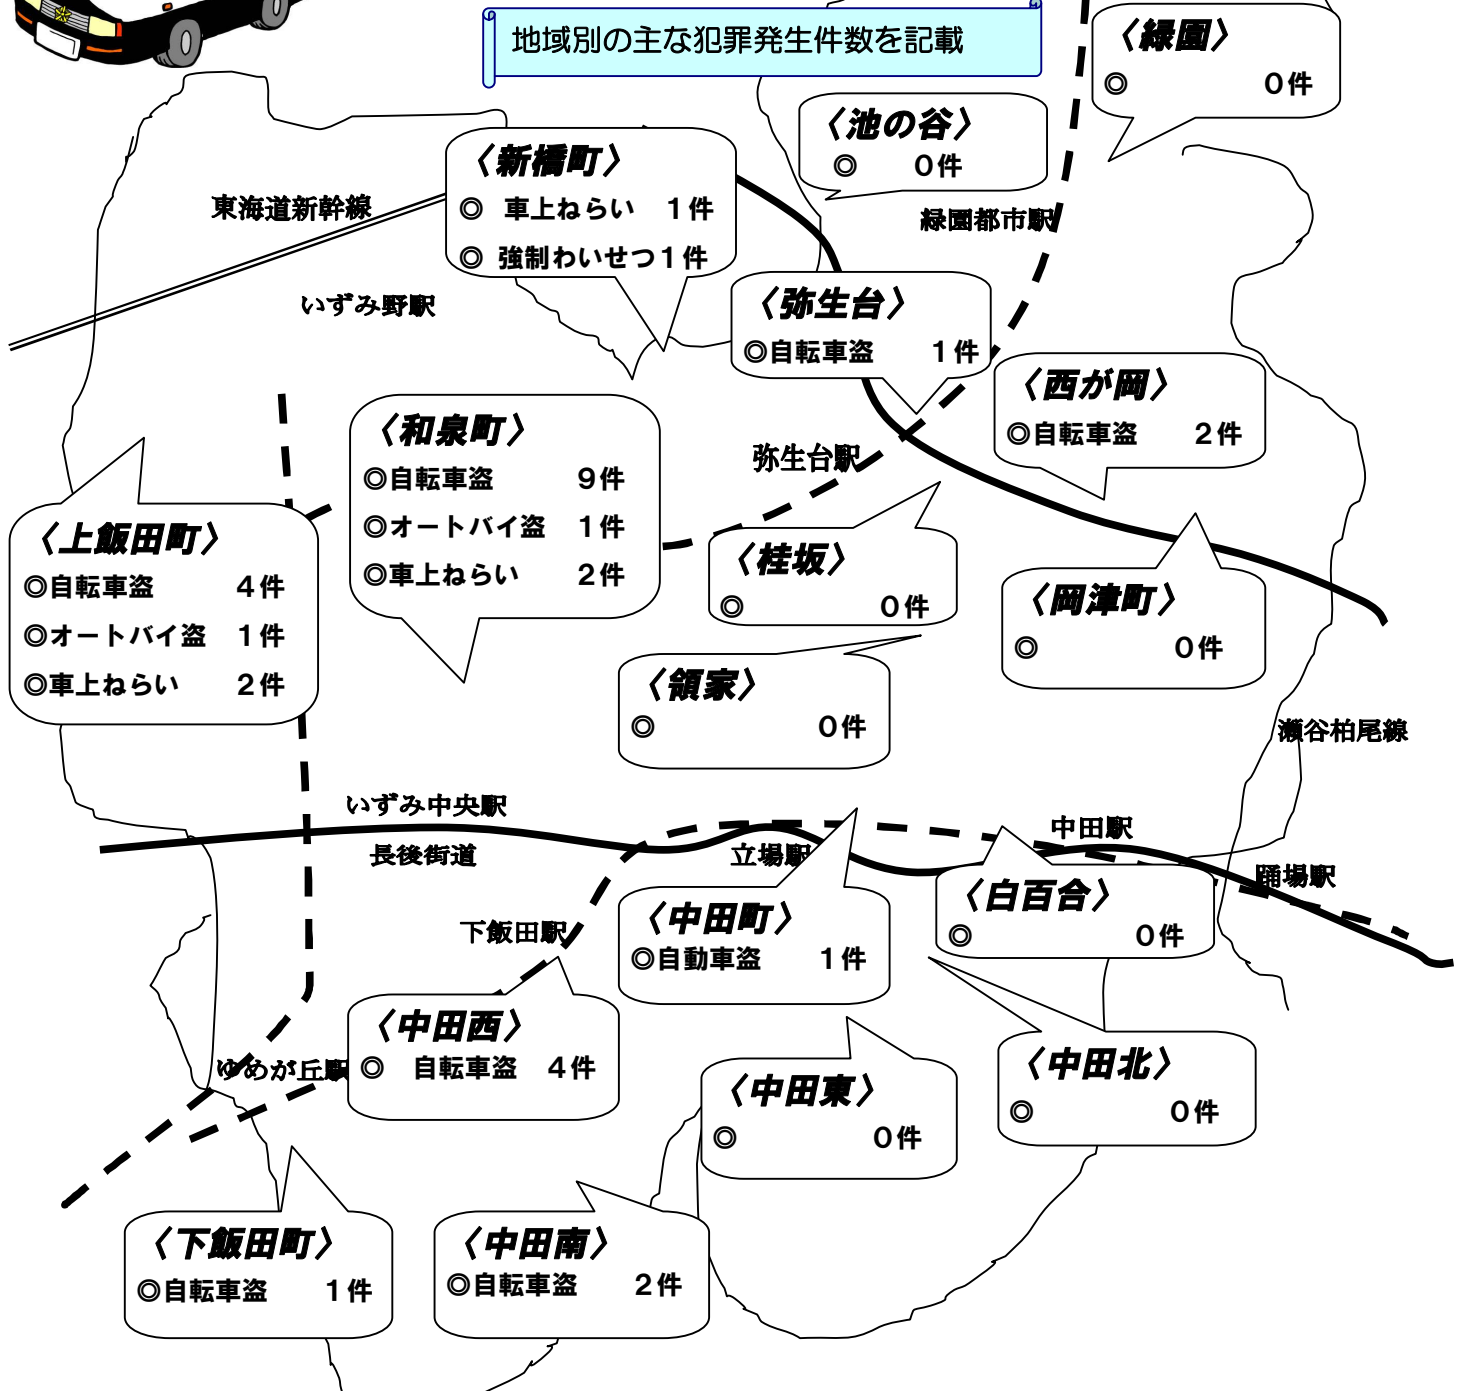 地域別の主な犯罪発生件数を記載
〈緑園〉
◎ 0件
〈池の谷〉
◎ 0件
〈新橋町〉
◎ 車上ねらい 1件
◎ 強制わいせつ1件
東海道新幹線
緑園都市駅
いずみ野駅
〈弥生台〉
◎自転車盗 1件
〈西が岡〉
◎自転車盗 2件
〈和泉町〉
◎自転車盗 9件
◎オートバイ盗 1件
◎車上ねらい 2件
弥生台駅
〈上飯田町〉
◎自転車盗 4件
◎オートバイ盗 1件
◎車上ねらい 2件
〈桂坂〉
◎ 0件
〈岡津町〉
◎ 0件
〈領家〉
◎ 0件
瀬谷柏尾線
いずみ中央駅
長後街道
立場駅
中田駅
踊場駅
下飯田駅
〈中田町〉
◎自動車盗 1件
〈白百合〉
◎ 0件
〈中田西〉
◎ 自転車盗 4件
ゆめが丘駅
〈中田東〉
◎ 0件
〈中田北〉
◎ 0件
〈下飯田町〉
◎自転車盗 1件
〈中田南〉
◎自転車盗 2件